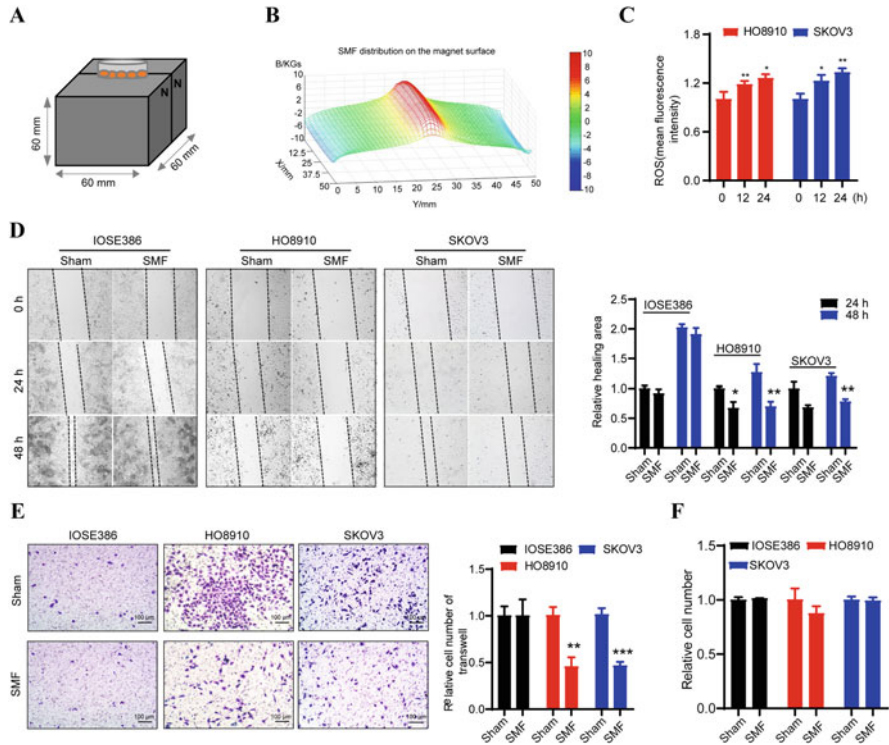 A
N
N
60 mm
60 mm
60 mm
B
SMF distribution on the magnet surface
B/KGs
10
6
2
-2
-6
-10
X/mm
12.5
25
37.5
50
0
5
10
15
20
25
30
35
40
45
50
Y/mm
10
8
6
4
2
0
-2
-4
-6
-8
-10
C
HO8910 SKOV3
ROS(mean fluorescence
intensity)
1.8
1.2
0.6
0.0
** * * **
0 12 24 0 12 24 (h)
D
IOSE386 HO8910 SKOV3
Sham SMF Sham SMF Sham SMF
0 h
24 h
48 h
24 h
48 h
Relative healing area
2.5
2.0
1.5
1.0
0.5
0.0
IOSE386
HO8910
SKOV3
* ** **
Sham SMF Sham SMF Sham SMF Sham SMF Sham SMF Sham SMF
E
IOSE386 HO8910 SKOV3
Sham
100 μm 100 μm 100 μm
SMF
100 μm 100 μm 100 μm
IOSE386 SKOV3
HO8910
Relative cell number of
transwell
1.5
1.0
0.5
0.0
** ***
Sham SMF Sham SMF Sham SMF
F
IOSE386 HO8910
SKOV3
Relative cell number
1.5
1.0
0.5
0.0
Sham SMF Sham SMF Sham SMF